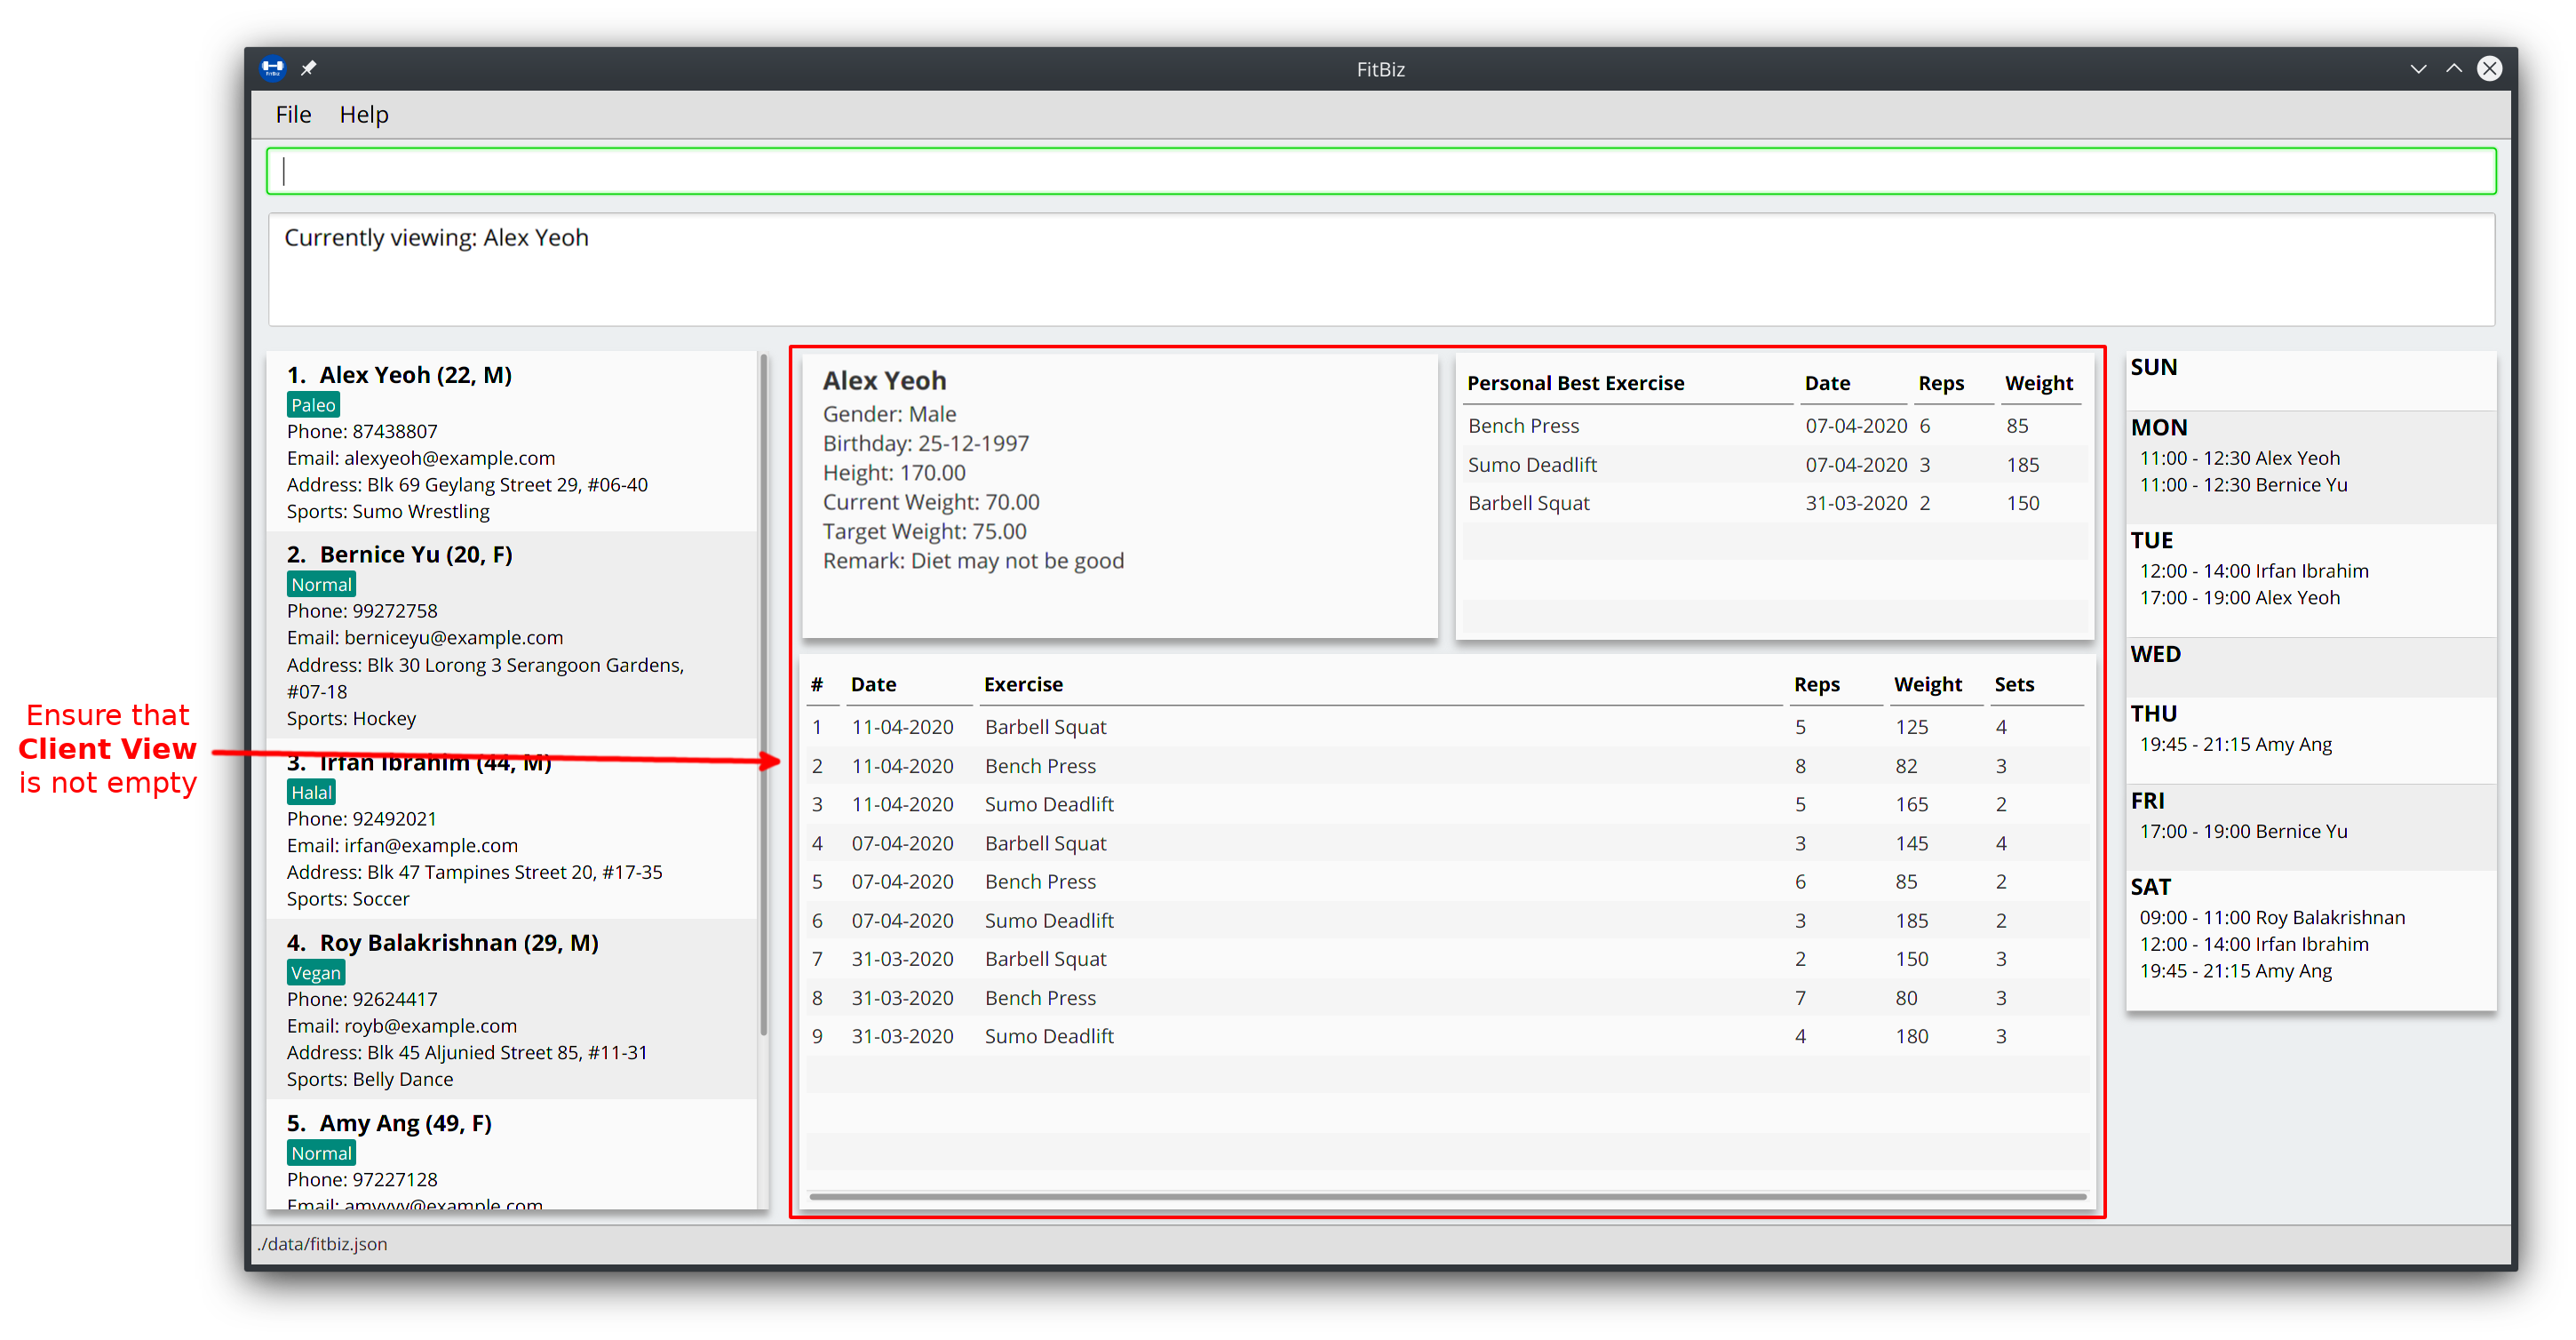 FitBiz
File Help
Currently viewing: Alex Yeoh
1. Alex Yeoh (22, M)
Paleo
Phone: 87438807
Email: alexyeoh@example.com
Address: Blk 69 Geylang Street 29, #06-40
Sports: Sumo Wrestling
2. Bernice Yu (20, F)
Normal
Phone: 99272758
Email: berniceyu@example.com
Address: Blk 30 Lorong 3 Serangoon Gardens,
#07-18
Sports: Hockey
3. Irfan Ibrahim (44, M)
Halal
Phone: 92492021
Email: irfan@example.com
Address: Blk 47 Tampines Street 20, #17-35
Sports: Soccer
4. Roy Balakrishnan (29, M)
Vegan
Phone: 92624417
Email: royb@example.com
Address: Blk 45 Aljunied Street 85, #11-31
Sports: Belly Dance
5. Amy Ang (49, F)
Normal
Phone: 97227128
Email:
Ensure that
Client View
is not empty
Alex Yeoh
Gender: Male
Birthday: 25-12-1997
Height: 170.00
Current Weight: 70.00
Target Weight: 75.00
Remark: Diet may not be good
Personal Best Exercise Date Reps Weight
Bench Press 07-04-2020 6 85
Sumo Deadlift 07-04-2020 3 185
Barbell Squat 31-03-2020 2 150
# Date Exercise Reps Weight Sets
1 11-04-2020 Barbell Squat 5 125 4
2 11-04-2020 Bench Press 8 82 3
3 11-04-2020 Sumo Deadlift 5 165 2
4 07-04-2020 Barbell Squat 3 145 4
5 07-04-2020 Bench Press 6 85 2
6 07-04-2020 Sumo Deadlift 3 185 2
7 31-03-2020 Barbell Squat 2 150 3
8 31-03-2020 Bench Press 7 80 3
9 31-03-2020 Sumo Deadlift 4 180 3
SUN
MON
11:00 - 12:30 Alex Yeoh
11:00 - 12:30 Bernice Yu
TUE
12:00 - 14:00 Irfan Ibrahim
17:00 - 19:00 Alex Yeoh
WED
THU
19:45 - 21:15 Amy Ang
FRI
17:00 - 19:00 Bernice Yu
SAT
09:00 - 11:00 Roy Balakrishnan
12:00 - 14:00 Irfan Ibrahim
19:45 - 21:15 Amy Ang
./data/fitbiz.json